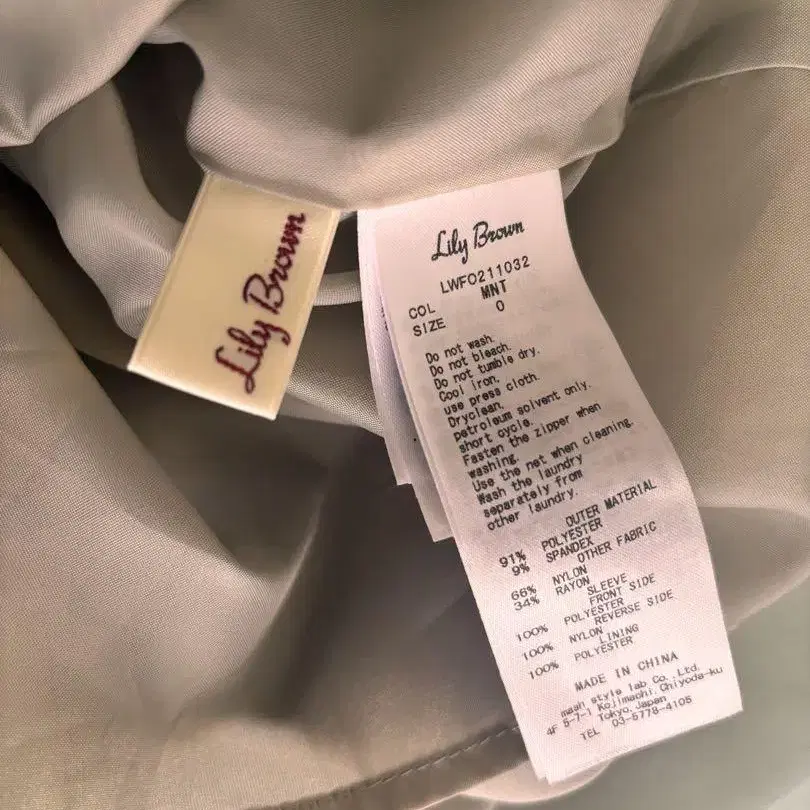 Lily Brown
Lily Brown
LWFO211032
COL MNT
SIZE 0
Do not wash.
Do not bleach.
Do not tumble dry.
Cool iron.
use press cloth.
Dryclean.
petroleum solvent only.
short cycle.
Fasten the zipper when
washing.
Use the net when cleaning.
Wash the laundry
separately from
other laundry.
OUTER MATERIAL
91% POLYESTER
9% SPANDEX
OTHER FABRIC
66% NYLON
34% RAYON
SLEEVE
FRONT SIDE
100% POLYESTER
REVERSE SIDE
100% NYLON
LINING
100% POLYESTER
MADE IN CHINA
mash style lab Co.,Ltd.
4F 5-7-1 Kojimachi, Chiyoda-ku
Tokyo, Japan
TEL 03-5778-4105